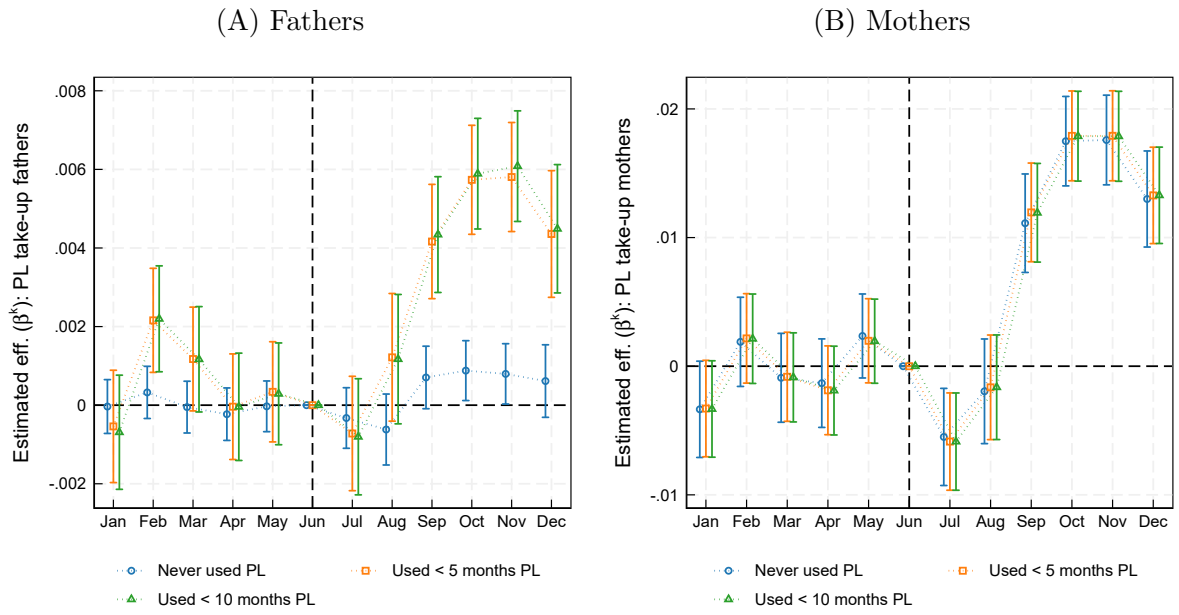 (A) Fathers
Estimated eff. (βᵏ): PL take-up fathers
.008
.006
.004
.002
0
-.002
Jan Feb Mar Apr May Jun Jul Aug Sep Oct Nov Dec
Never used PL
Used < 5 months PL
Used < 10 months PL
(B) Mothers
Estimated eff. (βᵏ): PL take-up mothers
.02
.01
0
-.01
Jan Feb Mar Apr May Jun Jul Aug Sep Oct Nov Dec
Never used PL
Used < 5 months PL
Used < 10 months PL